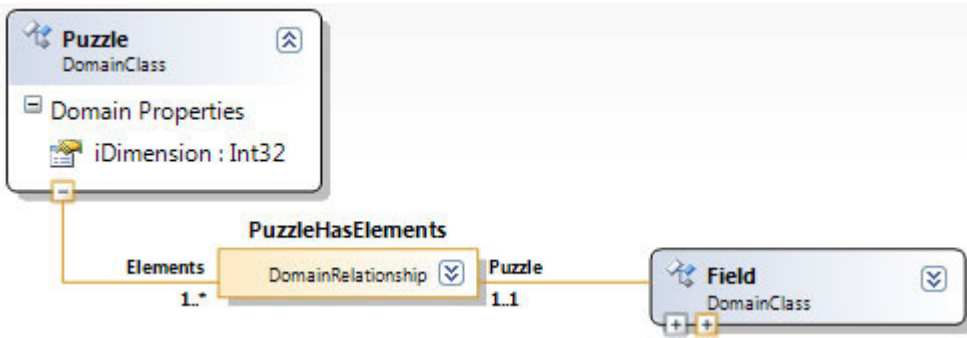 Puzzle
DomainClass
Domain Properties
iDimension : Int32
PuzzleHasElements
Elements
DomainRelationship
Puzzle
1..*
1..1
Field
DomainClass